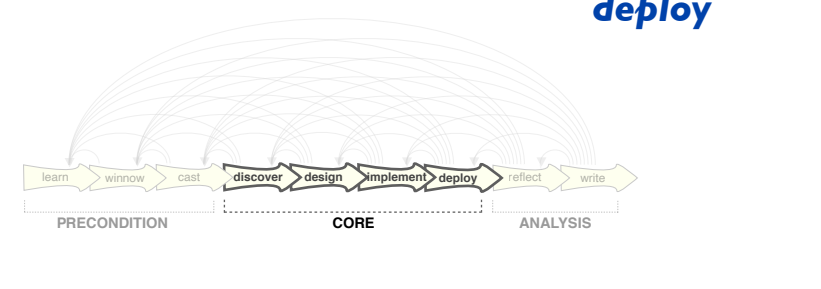 deploy
learn winnow cast discover design implement deploy reflect write
PRECONDITION CORE ANALYSIS